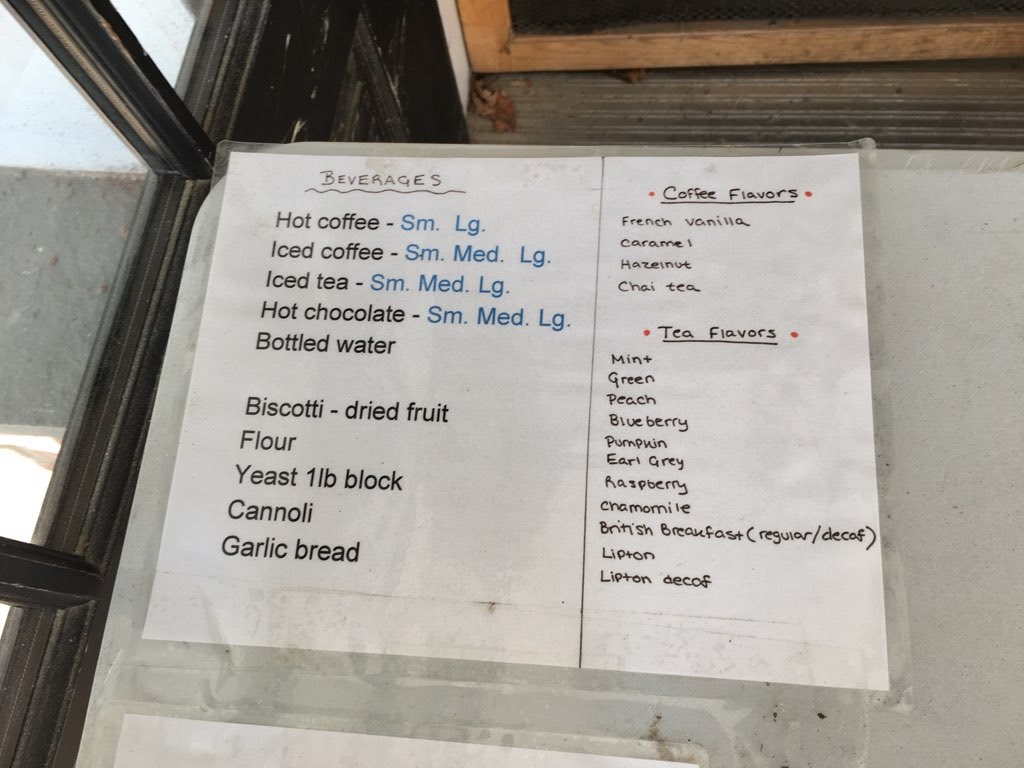 BEVERAGES
Hot coffee - Sm. Lg.
Iced coffee - Sm. Med. Lg.
Iced tea - Sm. Med. Lg.
Hot chocolate - Sm. Med. Lg.
Bottled water
Biscotti - dried fruit
Flour
Yeast 1lb block
Cannoli
Garlic bread
• Coffee Flavors •
French vanilla
caramel
Hazelnut
Chai tea
• Tea Flavors •
Mint
Green
Peach
Blueberry
Pumpkin
Earl Grey
Raspberry
Chamomile
British Breakfast (regular/decaf)
Lipton
Lipton decaf